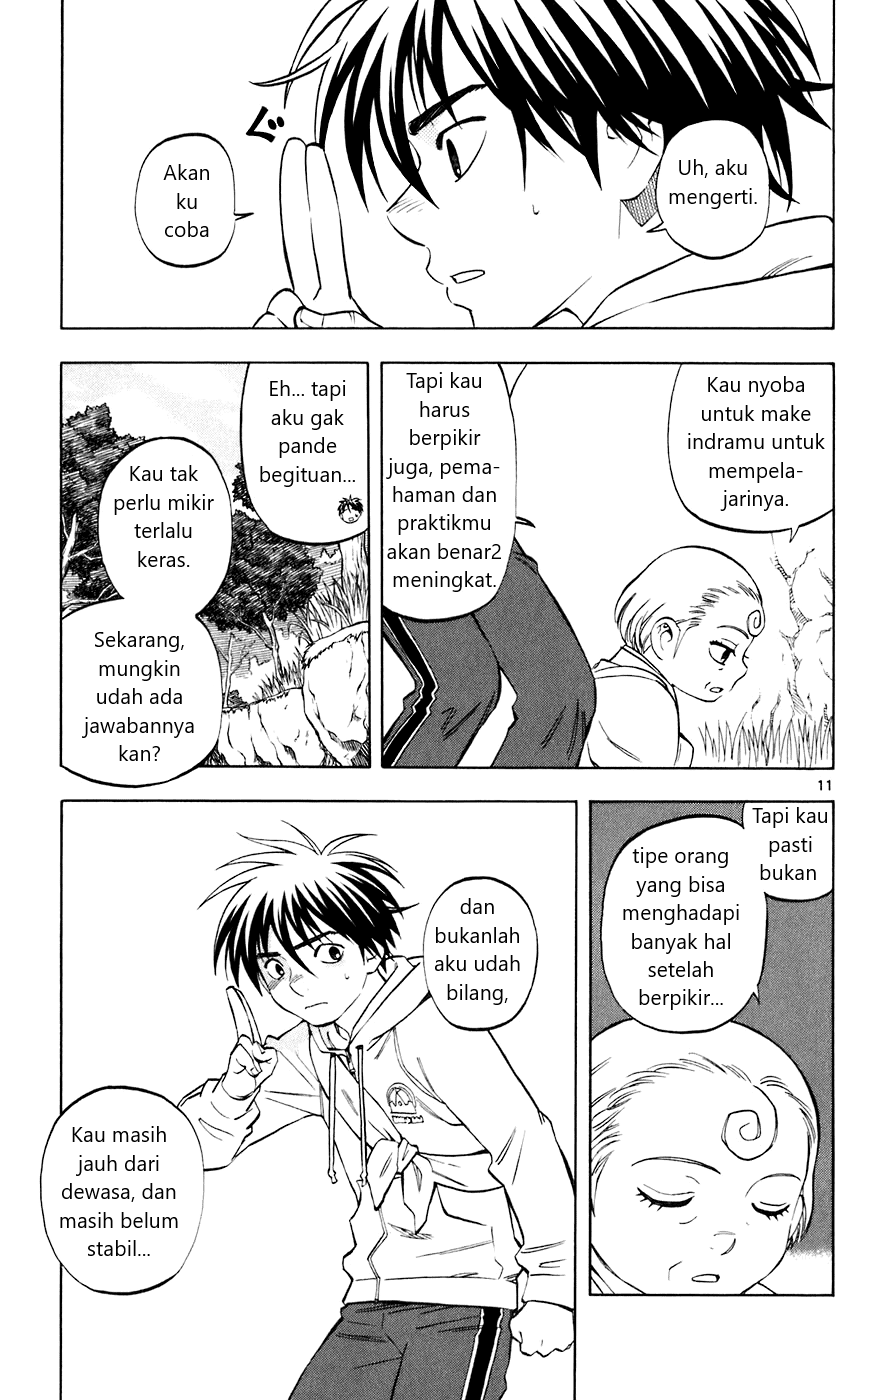 Uh, aku
mengerti.
Akan
ku
coba
ぐ
Kau nyoba
untuk make
indramu untuk
mempela-
jarinya.
Tapi kau
harus
berpikir
juga, pema-
haman dan
praktikmu
akan benar2
meningkat.
Eh... tapi
aku gak
pande
begituan...
Kau tak
perlu mikir
terlalu
keras.
Sekarang,
mungkin
udah ada
jawabannya
kan?
11
Tapi kau
pasti
bukan
tipe orang
yang bisa
menghadapi
banyak hal
setelah
berpikir...
dan
bukanlah
aku udah
bilang,
Kau masih
jauh dari
dewasa, dan
masih belum
stabil...